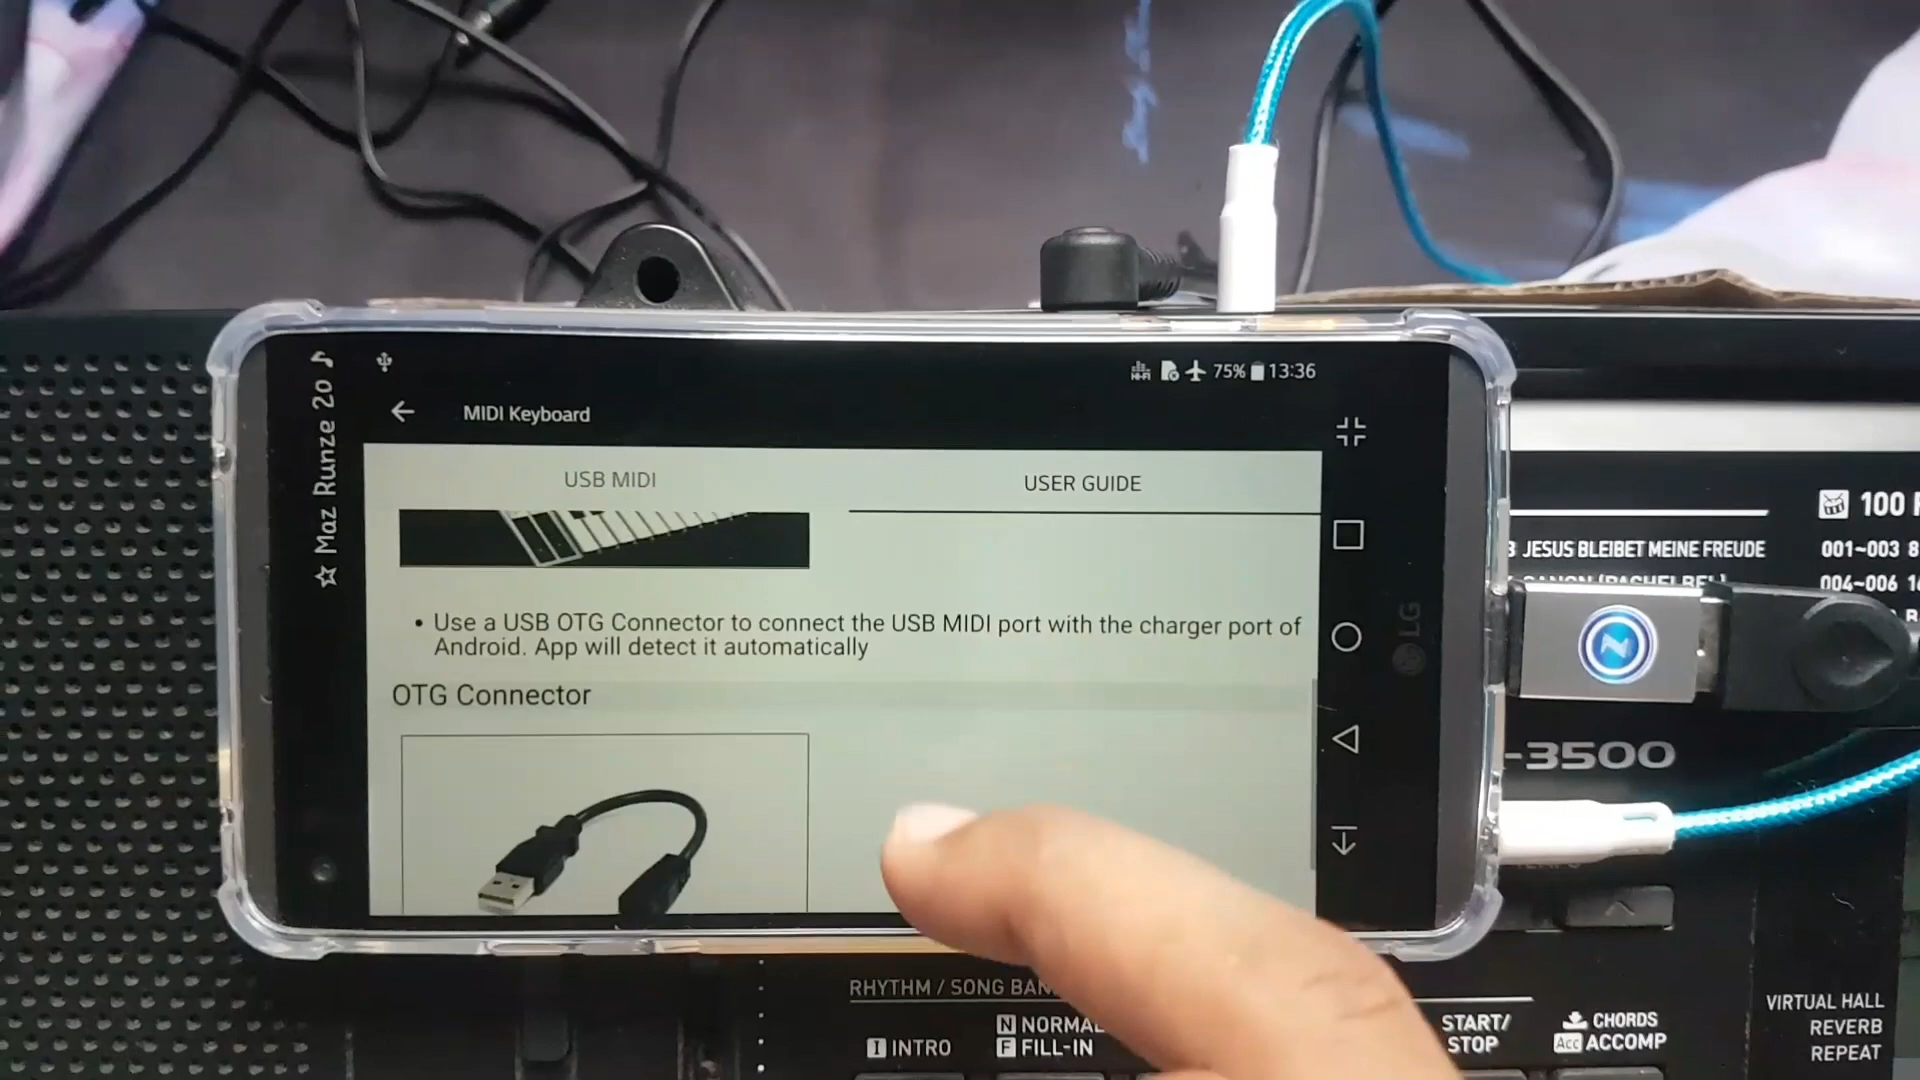 ☆ Maz Runze 20 ♪
75% 13:36
MIDI Keyboard
USB MIDI
USER GUIDE
• Use a USB OTG Connector to connect the USB MIDI port with the charger port of
Android. App will detect it automatically
OTG Connector
LG
N
JESUS BLEIBET MEINE FREUDE
100
001~003 8
004~006 16
-3500
RHYTHM / SONG BAN
I INTRO
N NORMAL
F FILL-IN
START/
STOP
CHORDS
Acc ACCOMP
VIRTUAL HALL
REVERB
REPEAT